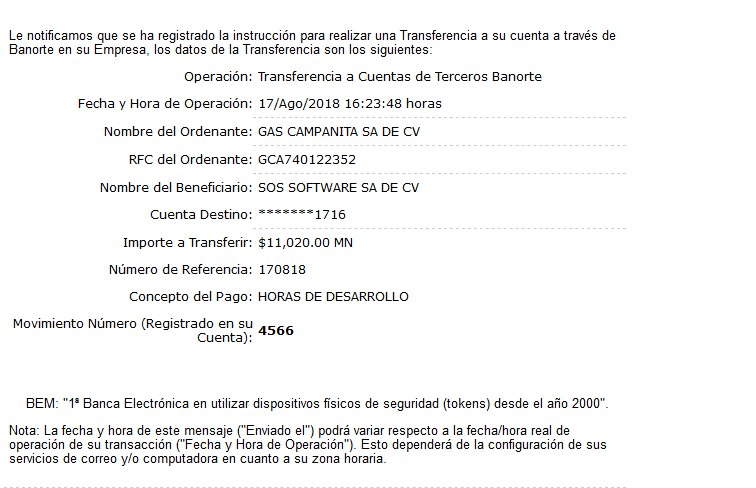 Le notificamos que se ha registrado la instrucción para realizar una Transferencia a su cuenta a través de
Banorte en su Empresa, los datos de la Transferencia son los siguientes:
Operación: Transferencia a Cuentas de Terceros Banorte
Fecha y Hora de Operación: 17/Ago/2018 16:23:48 horas
Nombre del Ordenante: GAS CAMPANITA SA DE CV
RFC del Ordenante: GCA740122352
Nombre del Beneficiario: SOS SOFTWARE SA DE CV
Cuenta Destino: *******1716
Importe a Transferir: $11,020.00 MN
Número de Referencia: 170818
Concepto del Pago: HORAS DE DESARROLLO
Movimiento Número (Registrado en su
Cuenta): 4566
BEM: "1ª Banca Electrónica en utilizar dispositivos físicos de seguridad (tokens) desde el año 2000".
Nota: La fecha y hora de este mensaje ("Enviado el") podrá variar respecto a la fecha/hora real de
operación de su transacción ("Fecha y Hora de Operación"). Esto dependerá de la configuración de sus
servicios de correo y/o computadora en cuanto a su zona horaria.